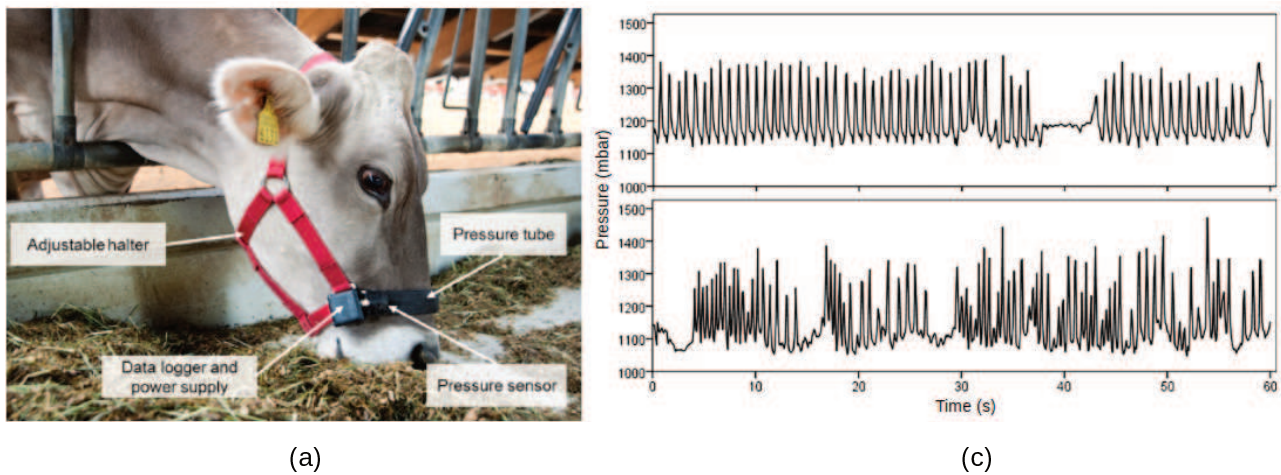 Adjustable halter
Pressure tube
Data logger and
power supply
Pressure sensor
(a)
Pressure (mbar)
1500
1400
1300
1200
1100
1000
1500
1400
1300
1200
1100
1000
0 10 20 30 40 50 60
Time (s)
(c)